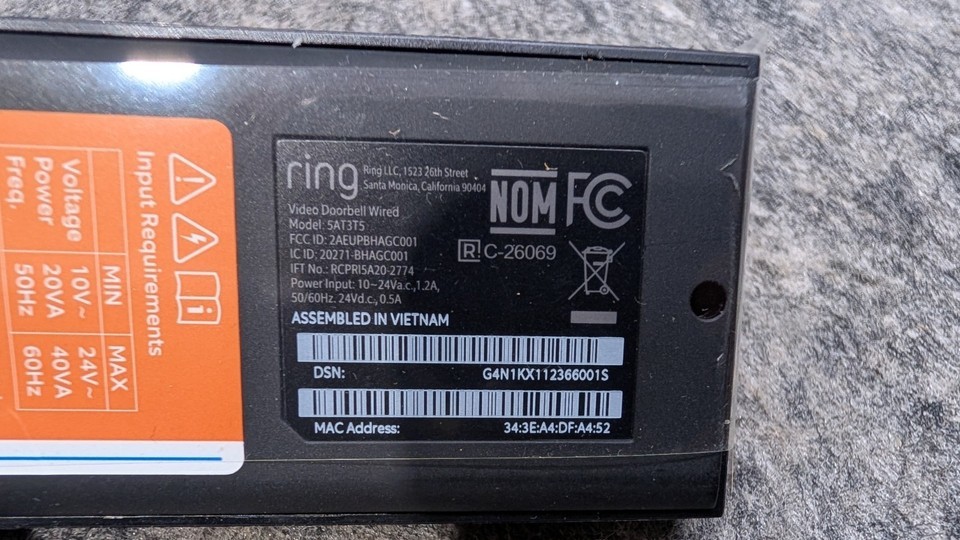 Input Requirements
MIN MAX
Voltage 10V~ 24V~
Power 20VA 40VA
Freq. 50Hz 60Hz
ring
Ring LLC, 1523 26th Street
Santa Monica, California 90404
NOM FC
Video Doorbell Wired
Model: 5AT3T5
FCC ID: 2AEUPBHAGC001
IC ID: 20271-BHAGC001
IFT No.: RCPRI5A20-2774
Power Input: 10~24Va.c.,1.2A,
50/60Hz. 24Vd.c., 0.5A
R C-26069
ASSEMBLED IN VIETNAM
DSN: G4N1KX112366001S
MAC Address: 34:3E:A4:DF:A4:52